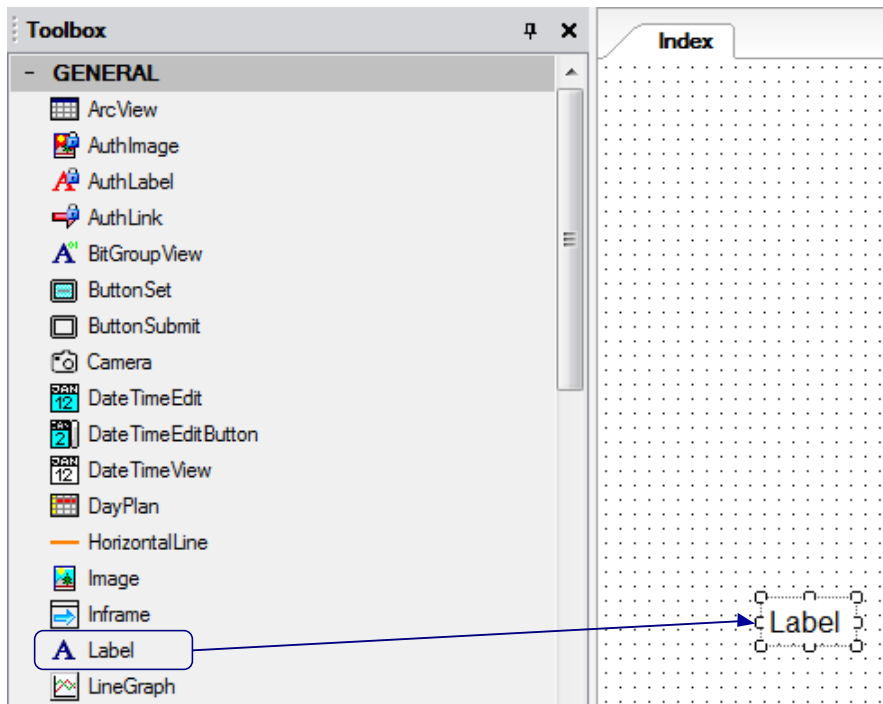 Toolbox
Index
- GENERAL
ArcView
AuthImage
AuthLabel
AuthLink
BitGroupView
ButtonSet
ButtonSubmit
Camera
DateTimeEdit
DateTimeEditButton
DateTimeView
DayPlan
HorizontalLine
Image
Inframe
Label
Label
LineGraph